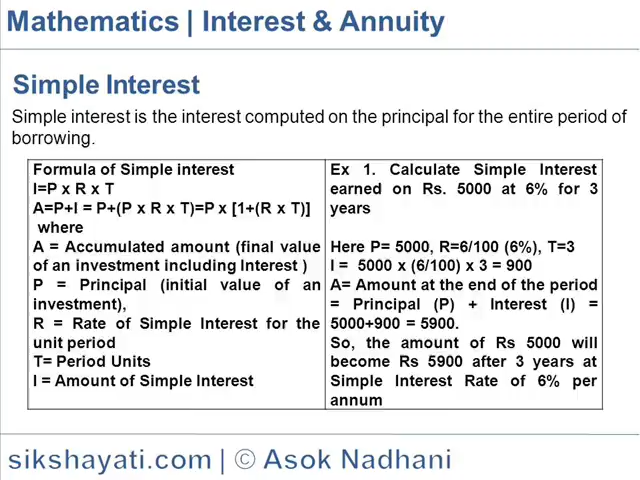 Mathematics | Interest & Annuity
Simple Interest
Simple interest is the interest computed on the principal for the entire period of
borrowing.
Formula of Simple interest
I=P x R x T
A=P+I = P+(P x R x T)=P x [1+(R x T)]
where
A = Accumulated amount (final value
of an investment including Interest )
P = Principal (initial value of an
investment),
R = Rate of Simple Interest for the
unit period
T= Period Units
I = Amount of Simple Interest
Ex 1. Calculate Simple Interest
earned on Rs. 5000 at 6% for 3
years
Here P= 5000, R=6/100 (6%), T=3
I = 5000 x (6/100) x 3 = 900
A= Amount at the end of the period
= Principal (P) + Interest (I) =
5000+900 = 5900.
So, the amount of Rs 5000 will
become Rs 5900 after 3 years at
Simple Interest Rate of 6% per
annum
sikshayati.com | © Asok Nadhani